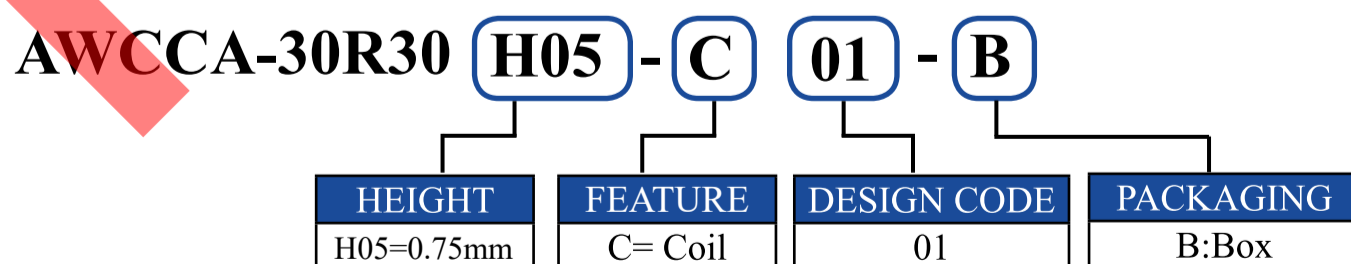 AWCCA-30R30 H05 - C 01 - B
HEIGHT FEATURE DESIGN CODE PACKAGING
H05=0.75mm C= Coil 01 B:Box